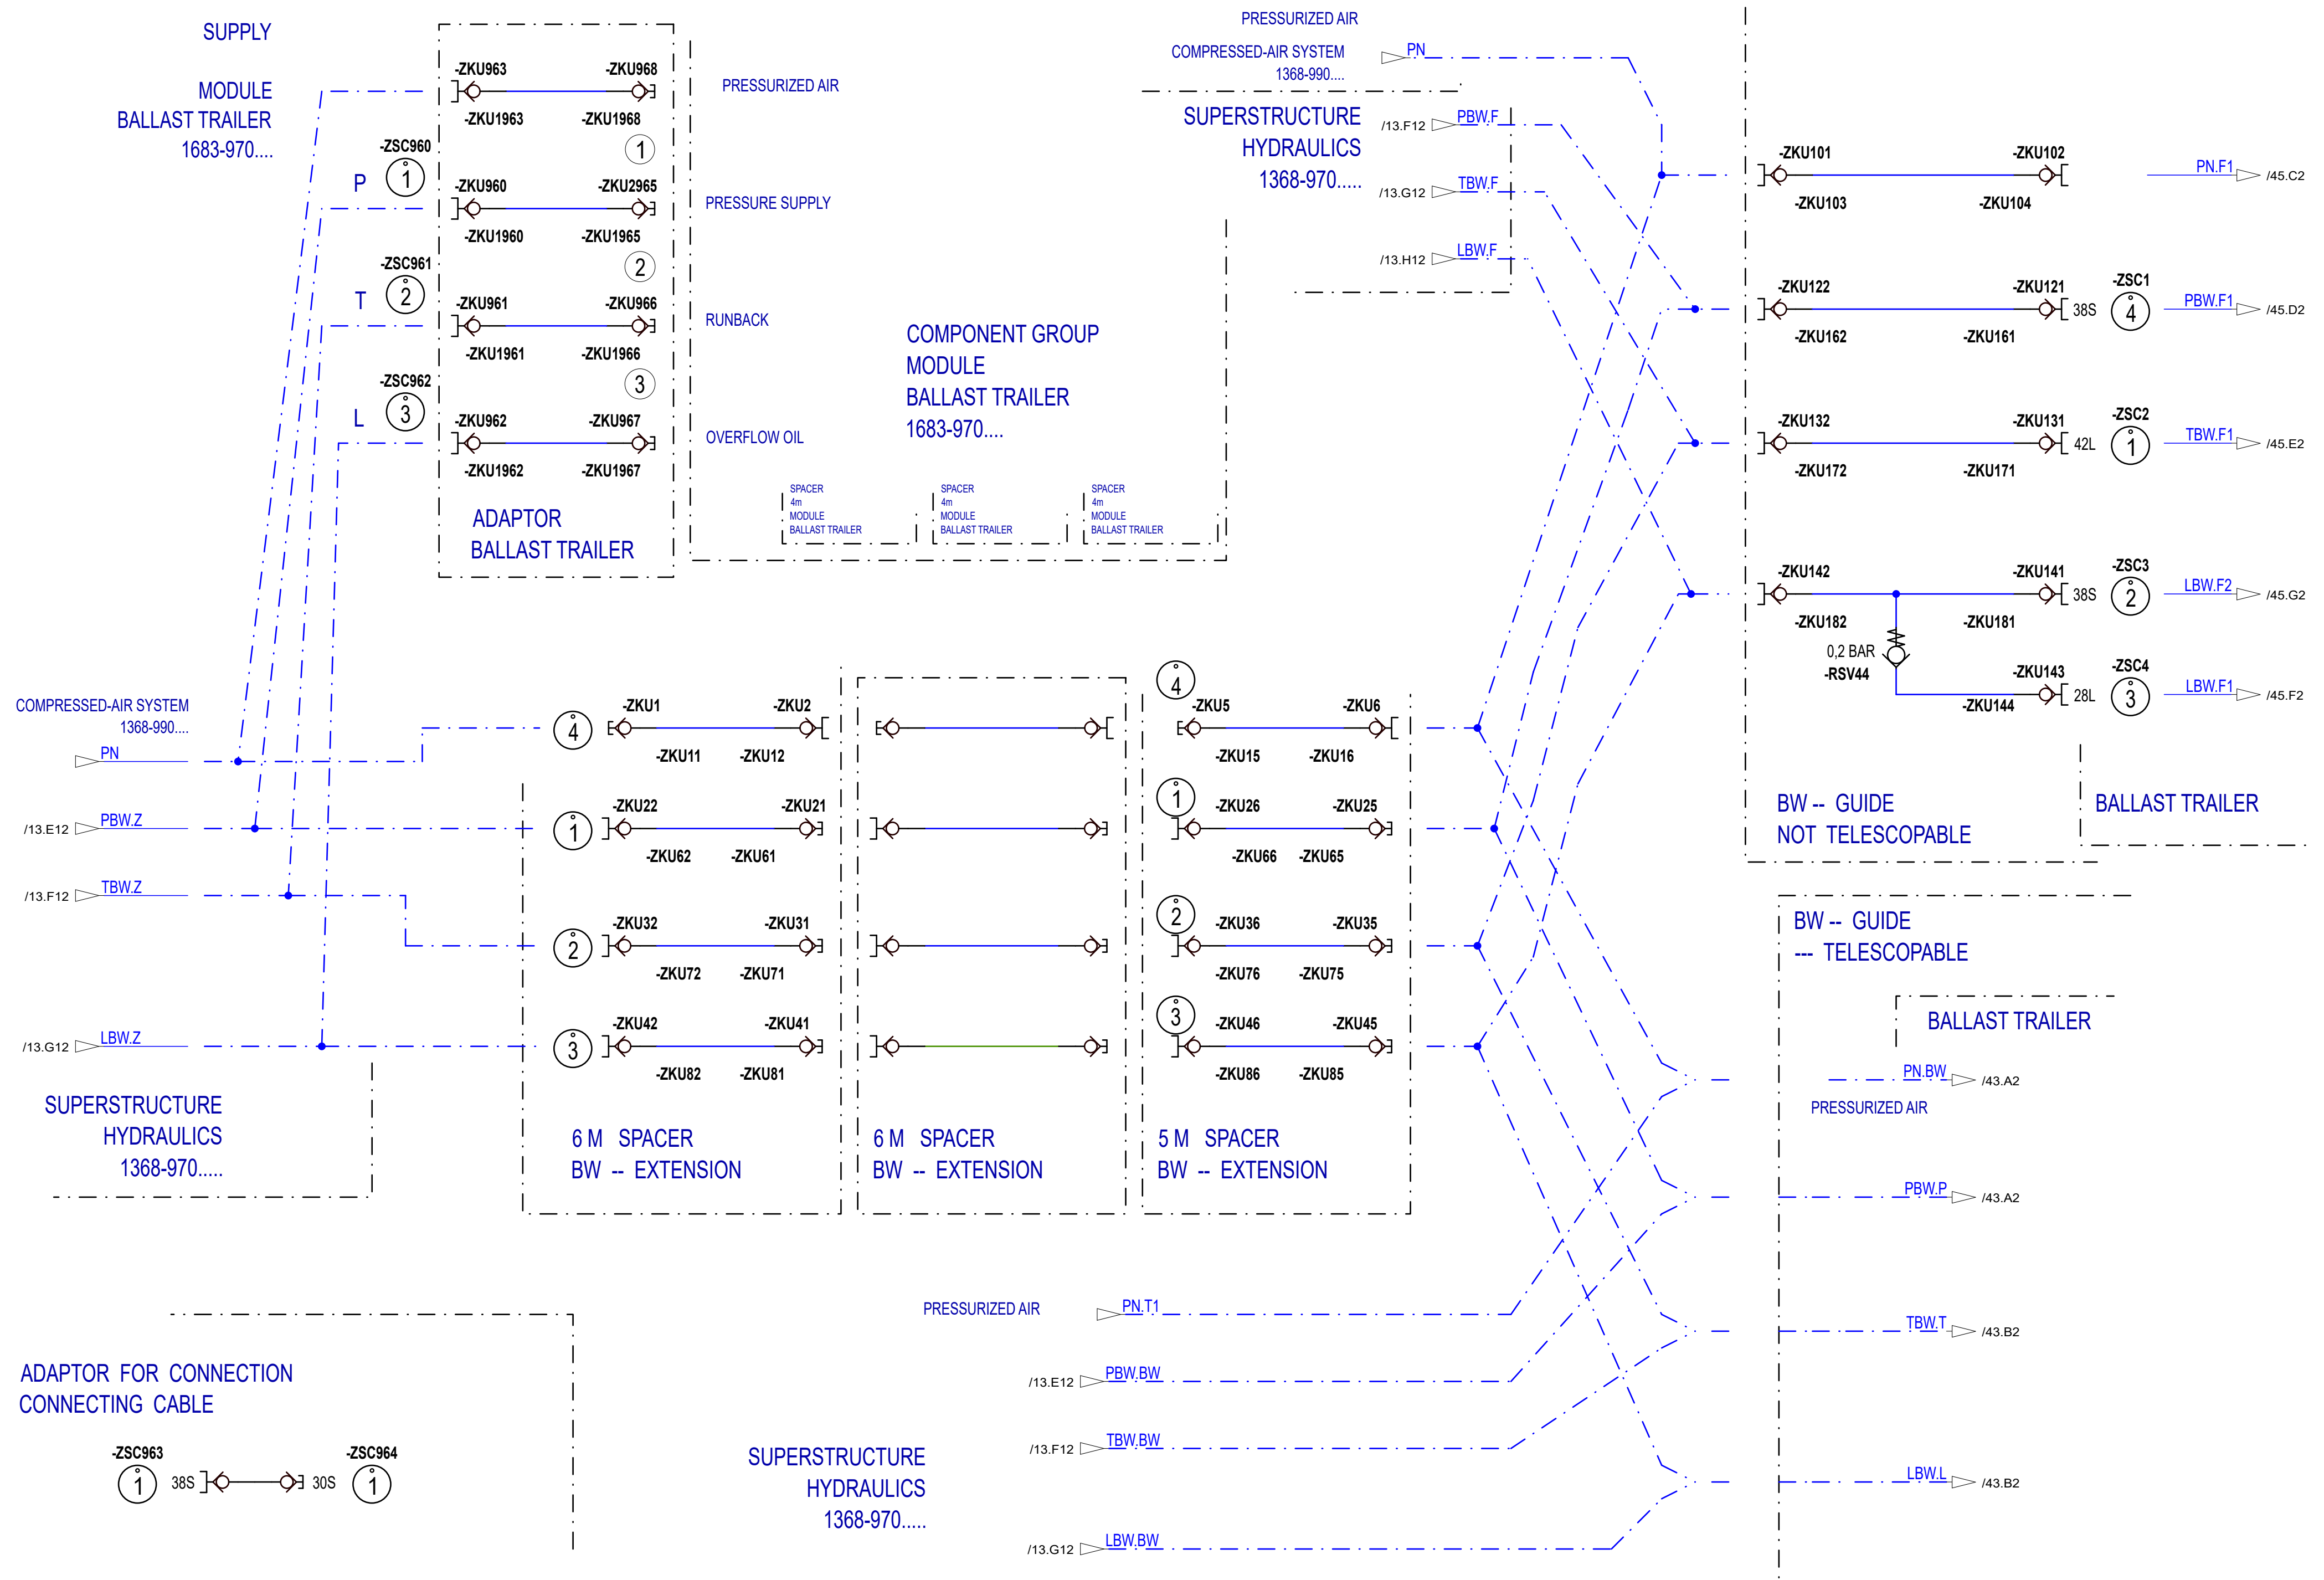 SUPPLY
MODULE
BALLAST TRAILER
1683-970....
-ZKU963
-ZKU968
-ZKU1963
-ZKU1968
PRESSURIZED AIR
1
-ZSC960
1
P
-ZKU960
-ZKU2965
-ZKU1960
-ZKU1965
PRESSURE SUPPLY
2
-ZSC961
2
T
-ZKU961
-ZKU966
-ZKU1961
-ZKU1966
RUNBACK
3
-ZSC962
3
L
-ZKU962
-ZKU967
-ZKU1962
-ZKU1967
OVERFLOW OIL
ADAPTOR
BALLAST TRAILER
COMPONENT GROUP
MODULE
BALLAST TRAILER
1683-970....
SPACER
4m
MODULE
BALLAST TRAILER
SPACER
4m
MODULE
BALLAST TRAILER
SPACER
4m
MODULE
BALLAST TRAILER
PRESSURIZED AIR
COMPRESSED-AIR SYSTEM
1368-990....
PN
SUPERSTRUCTURE
HYDRAULICS
1368-970.....
/13.F12
PBW.F
/13.G12
TBW.F
/13.H12
LBW.F
-ZKU101
-ZKU102
-ZKU103
-ZKU104
PN.F1
/45.C2
-ZKU122
-ZKU121
-ZKU162
-ZKU161
38S
-ZSC1
4
PBW.F1
/45.D2
-ZKU132
-ZKU131
-ZKU172
-ZKU171
42L
-ZSC2
1
TBW.F1
/45.E2
-ZKU142
-ZKU141
-ZKU182
-ZKU181
38S
-ZSC3
2
LBW.F2
/45.G2
0,2 BAR
-RSV44
-ZKU143
-ZKU144
28L
-ZSC4
3
LBW.F1
/45.F2
BW -- GUIDE
NOT TELESCOPABLE
BALLAST TRAILER
COMPRESSED-AIR SYSTEM
1368-990....
PN
/13.E12
PBW.Z
/13.F12
TBW.Z
/13.G12
LBW.Z
SUPERSTRUCTURE
HYDRAULICS
1368-970.....
4
-ZKU1
-ZKU2
-ZKU11
-ZKU12
1
-ZKU22
-ZKU21
-ZKU62
-ZKU61
2
-ZKU32
-ZKU31
-ZKU72
-ZKU71
3
-ZKU42
-ZKU41
-ZKU82
-ZKU81
6 M SPACER
BW -- EXTENSION
6 M SPACER
BW -- EXTENSION
4
-ZKU5
-ZKU6
-ZKU15
-ZKU16
1
-ZKU26
-ZKU25
-ZKU66
-ZKU65
2
-ZKU36
-ZKU35
-ZKU76
-ZKU75
3
-ZKU46
-ZKU45
-ZKU86
-ZKU85
5 M SPACER
BW -- EXTENSION
BW -- GUIDE
--- TELESCOPABLE
BALLAST TRAILER
PN.BW
/43.A2
PRESSURIZED AIR
PBW.P
/43.A2
TBW.T
/43.B2
LBW.L
/43.B2
PRESSURIZED AIR
PN.T1
/13.E12
PBW.BW
/13.F12
TBW.BW
/13.G12
LBW.BW
SUPERSTRUCTURE
HYDRAULICS
1368-970.....
ADAPTOR FOR CONNECTION
CONNECTING CABLE
-ZSC963
1
38S
30S
-ZSC964
1